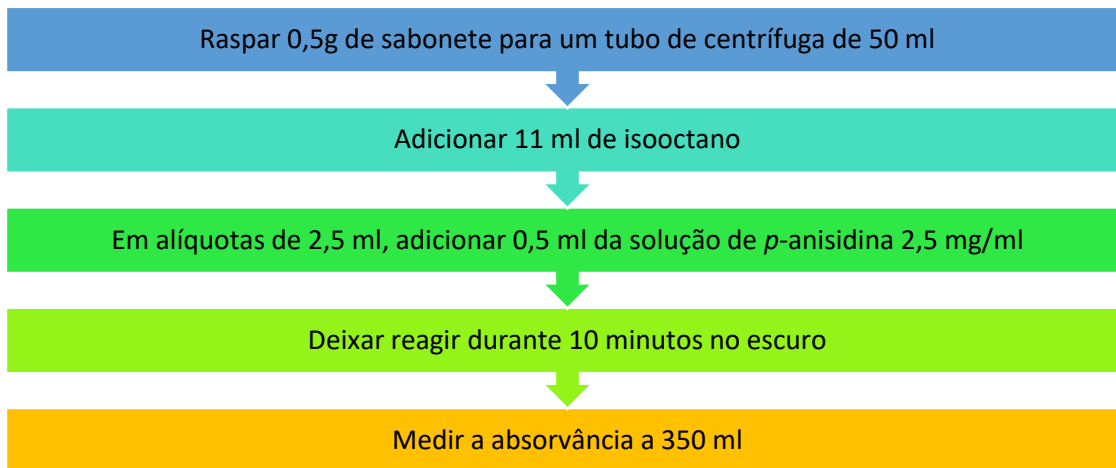 Raspar 0,5g de sabonete para um tubo de centrífuga de 50 ml
Adicionar 11 ml de isooctano
Em alíquotas de 2,5 ml, adicionar 0,5 ml da solução de p-anisidina 2,5 mg/ml
Deixar reagir durante 10 minutos no escuro
Medir a absorvância a 350 ml